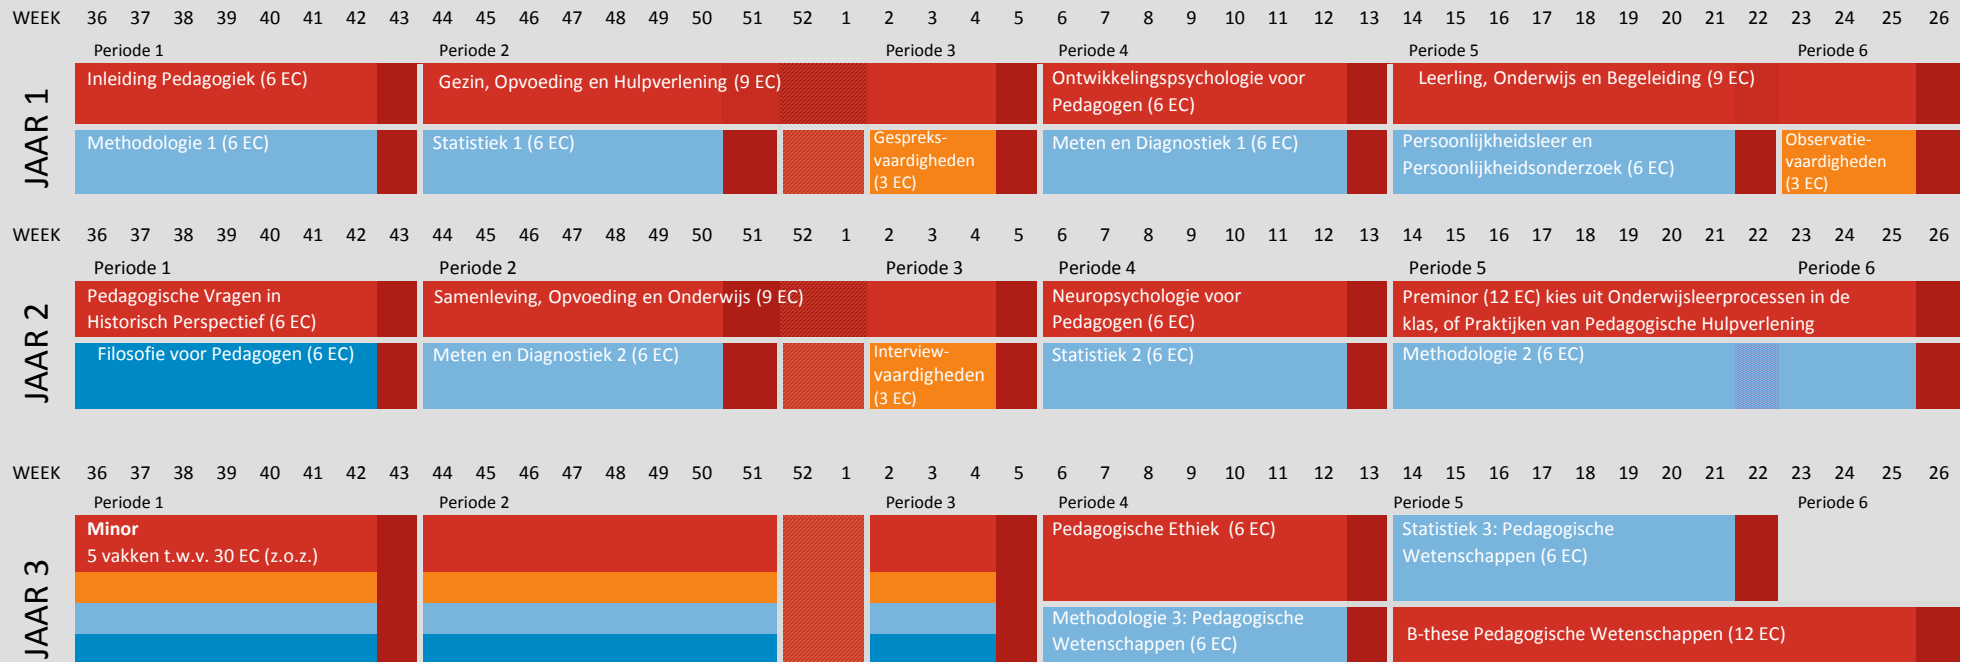 WEEK 36 37 38 39 40 41 42 43 44 45 46 47 48 49 50 51 52 1 2 3 4 5 6 7 8 9 10 11 12 13 14 15 16 17 18 19 20 21 22 23 24 25 26
Periode 1 Periode 2 Periode 3 Periode 4 Periode 5 Periode 6
JAAR 1
Inleiding Pedagogiek (6 EC)
Gezin, Opvoeding en Hulpverlening (9 EC)
Ontwikkelingspsychologie voor
Pedagogen (6 EC)
Leerling, Onderwijs en Begeleiding (9 EC)
Methodologie 1 (6 EC)
Statistiek 1 (6 EC)
Gespreks-
vaardigheden
(3 EC)
Meten en Diagnostiek 1 (6 EC)
Persoonlijkheidsleer en
Persoonlijkheidsonderzoek (6 EC)
Observatie-
vaardigheden
(3 EC)
WEEK 36 37 38 39 40 41 42 43 44 45 46 47 48 49 50 51 52 1 2 3 4 5 6 7 8 9 10 11 12 13 14 15 16 17 18 19 20 21 22 23 24 25 26
Periode 1 Periode 2 Periode 3 Periode 4 Periode 5 Periode 6
JAAR 2
Pedagogische Vragen in
Historisch Perspectief (6 EC)
Samenleving, Opvoeding en Onderwijs (9 EC)
Neuropsychologie voor
Pedagogen (6 EC)
Preminor (12 EC) kies uit Onderwijsleerprocessen in de
klas, of Praktijken van Pedagogische Hulpverlening
Filosofie voor Pedagogen (6 EC)
Meten en Diagnostiek 2 (6 EC)
Interview-
vaardigheden
(3 EC)
Statistiek 2 (6 EC)
Methodologie 2 (6 EC)
WEEK 36 37 38 39 40 41 42 43 44 45 46 47 48 49 50 51 52 1 2 3 4 5 6 7 8 9 10 11 12 13 14 15 16 17 18 19 20 21 22 23 24 25 26
Periode 1 Periode 2 Periode 3 Periode 4 Periode 5 Periode 6
JAAR 3
Minor
5 vakken t.w.v. 30 EC (z.o.z.)
Pedagogische Ethiek (6 EC)
Statistiek 3: Pedagogische
Wetenschappen (6 EC)
Methodologie 3: Pedagogische
Wetenschappen (6 EC)
B-these Pedagogische Wetenschappen (12 EC)